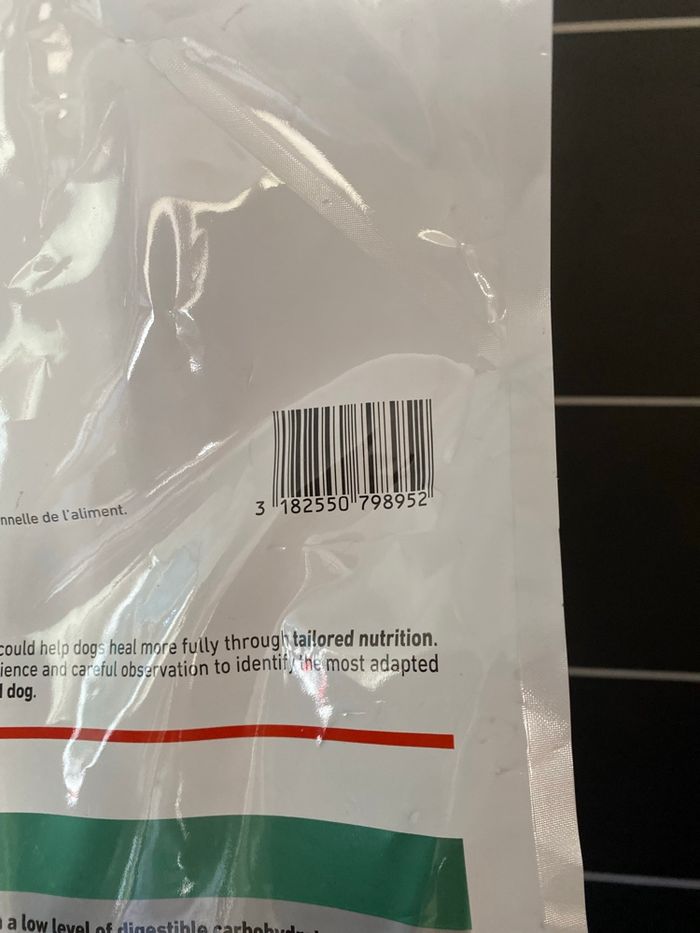 3 182550 798952
nnelle de l'aliment.
could help dogs heal more fully through tailored nutrition.
ience and careful observation to identify the most adapted
dog.
a low level of digestible carbohydr